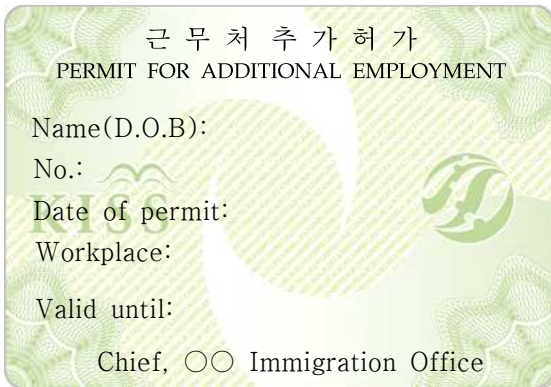 근 무 처 추 가 허 가
PERMIT FOR ADDITIONAL EMPLOYMENT
Name(D.O.B):
No.:
KISS
Date of permit:
Workplace:
Valid until:
Chief, ○○ Immigration Office